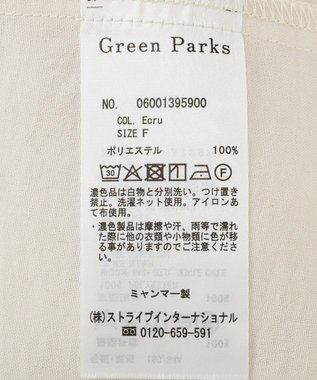 Green Parks
NO. 06001395900
COL. Ecru
SIZE F
ポリエステル 100%
30 F
濃色品は白物と分別洗い。つけ置き
禁止。洗濯ネット使用。アイロンあ
て布使用。
・濃色製品は摩擦や汗、雨等で濡れ
た際に他の衣類や小物類に色が移
る事がありますのでご注意くださ
い。
ミャンマー製
(株)ストライプインターナショナル
0120-659-591